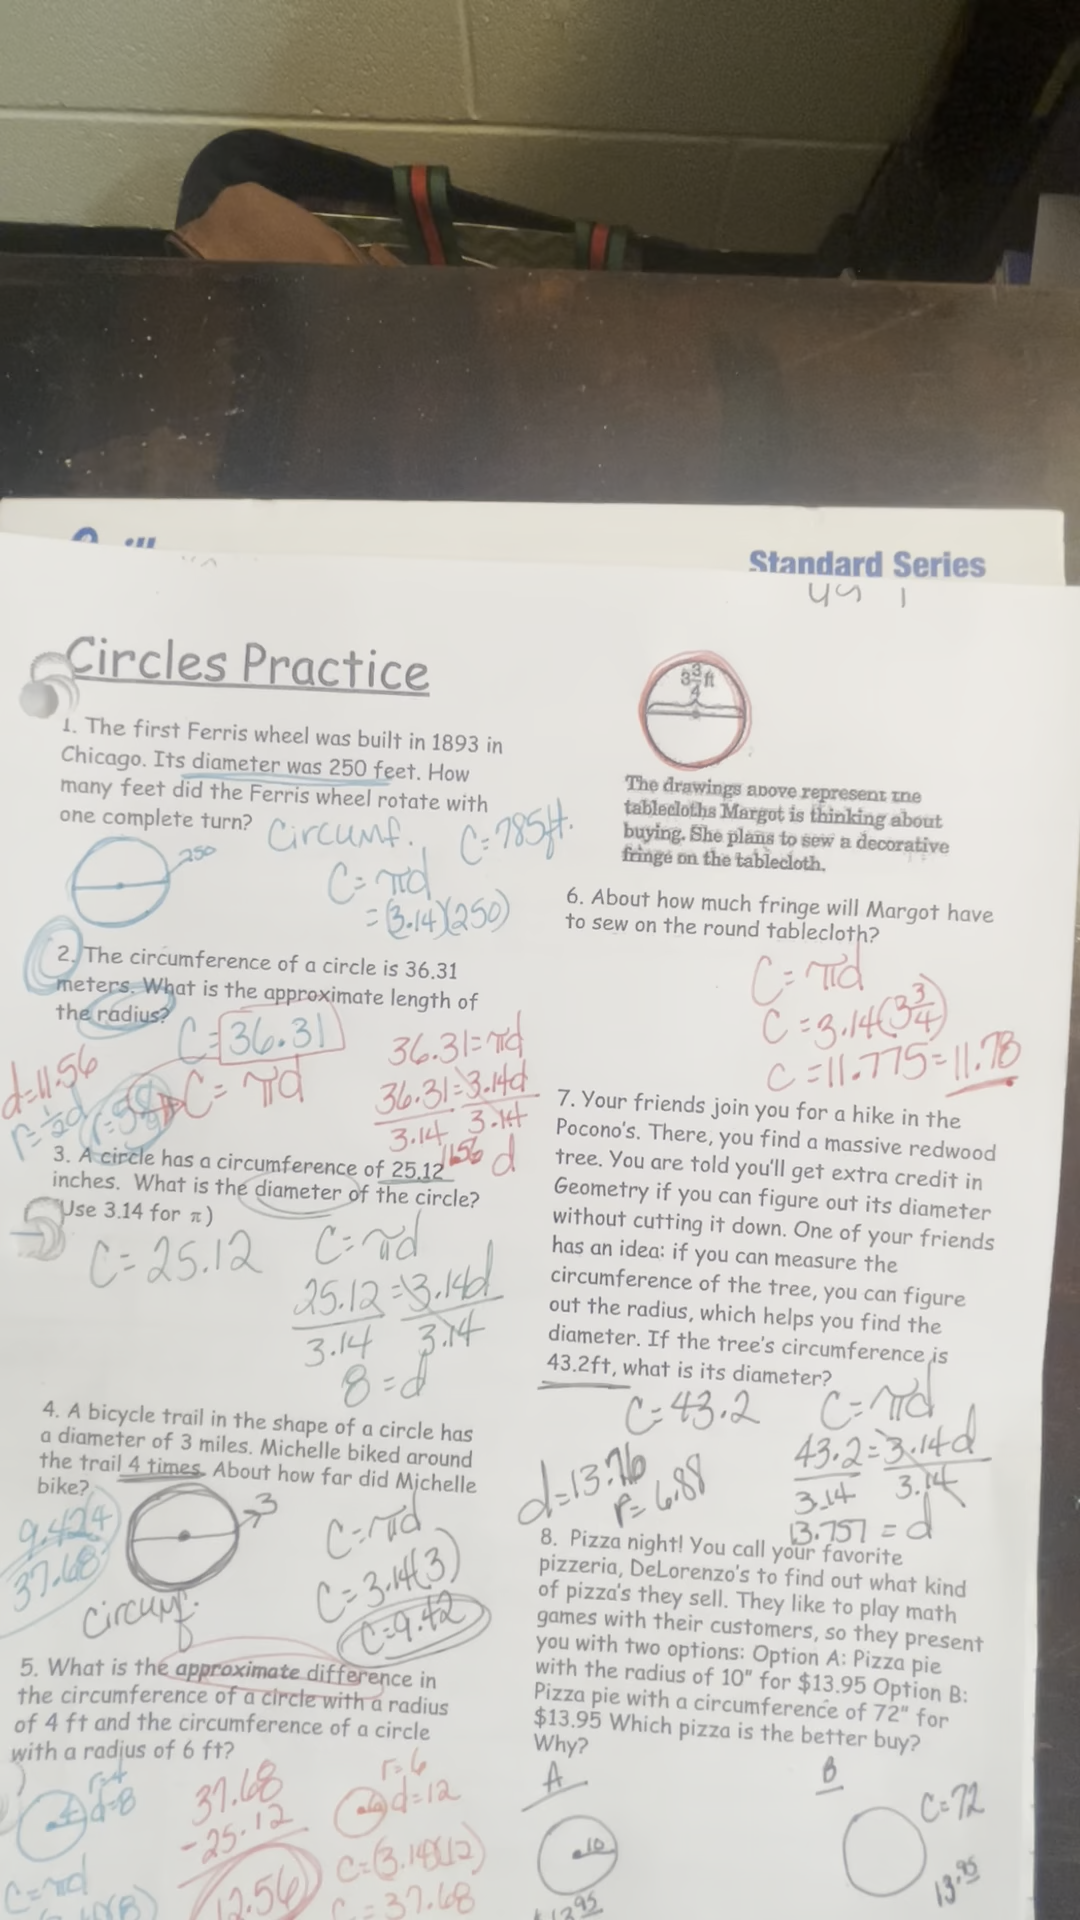 Standard Series
Circles Practice
1. The first Ferris wheel was built in 1893 in
Chicago. Its diameter was 250 feet. How
many feet did the Ferris wheel rotate with
one complete turn?
Circumf.
C=785ft.
250
C=πd
=(3.14)(250)
2. The circumference of a circle is 36.31
meters. What is the approximate length of
the radius?
C=36.31
C=πd
d=11.56
r=½d
36.31=πd
36.31=3.14d
3.14 3.14
11.56 d
3. A circle has a circumference of 25.12
inches. What is the diameter of the circle?
Use 3.14 for π)
C=25.12
C=πd
25.12=3.14d
3.14 3.14
8=d
4. A bicycle trail in the shape of a circle has
a diameter of 3 miles. Michelle biked around
the trail 4 times. About how far did Michelle
bike?
3
9.42·4
37.68
circumf.
C=πd
C=3.14(3)
C=9.42
5. What is the approximate difference in
the circumference of a circle with a radius
of 4 ft and the circumference of a circle
with a radius of 6 ft?
r=4
d=8
C=πd
37.68
-25.12
12.56
r=6
d=12
C=(3.14)(12)
C=37.68
3 3/4 ft
The drawings above represent the
tablecloths Margot is thinking about
buying. She plans to sew a decorative
fringe on the tablecloth.
6. About how much fringe will Margot have
to sew on the round tablecloth?
C=πd
C=3.14(3 3/4)
C=11.775=11.78
7. Your friends join you for a hike in the
Pocono's. There, you find a massive redwood
tree. You are told you'll get extra credit in
Geometry if you can figure out its diameter
without cutting it down. One of your friends
has an idea: if you can measure the
circumference of the tree, you can figure
out the radius, which helps you find the
diameter. If the tree's circumference is
43.2ft, what is its diameter?
C=43.2
C=πd
43.2=3.14d
3.14 3.14
13.757=d
d=13.76
r=6.88
8. Pizza night! You call your favorite
pizzeria, DeLorenzo's to find out what kind
of pizza's they sell. They like to play math
games with their customers, so they present
you with two options: Option A: Pizza pie
with the radius of 10" for $13.95 Option B:
Pizza pie with a circumference of 72" for
$13.95 Which pizza is the better buy?
Why?
A
10
B
C=72
13.95